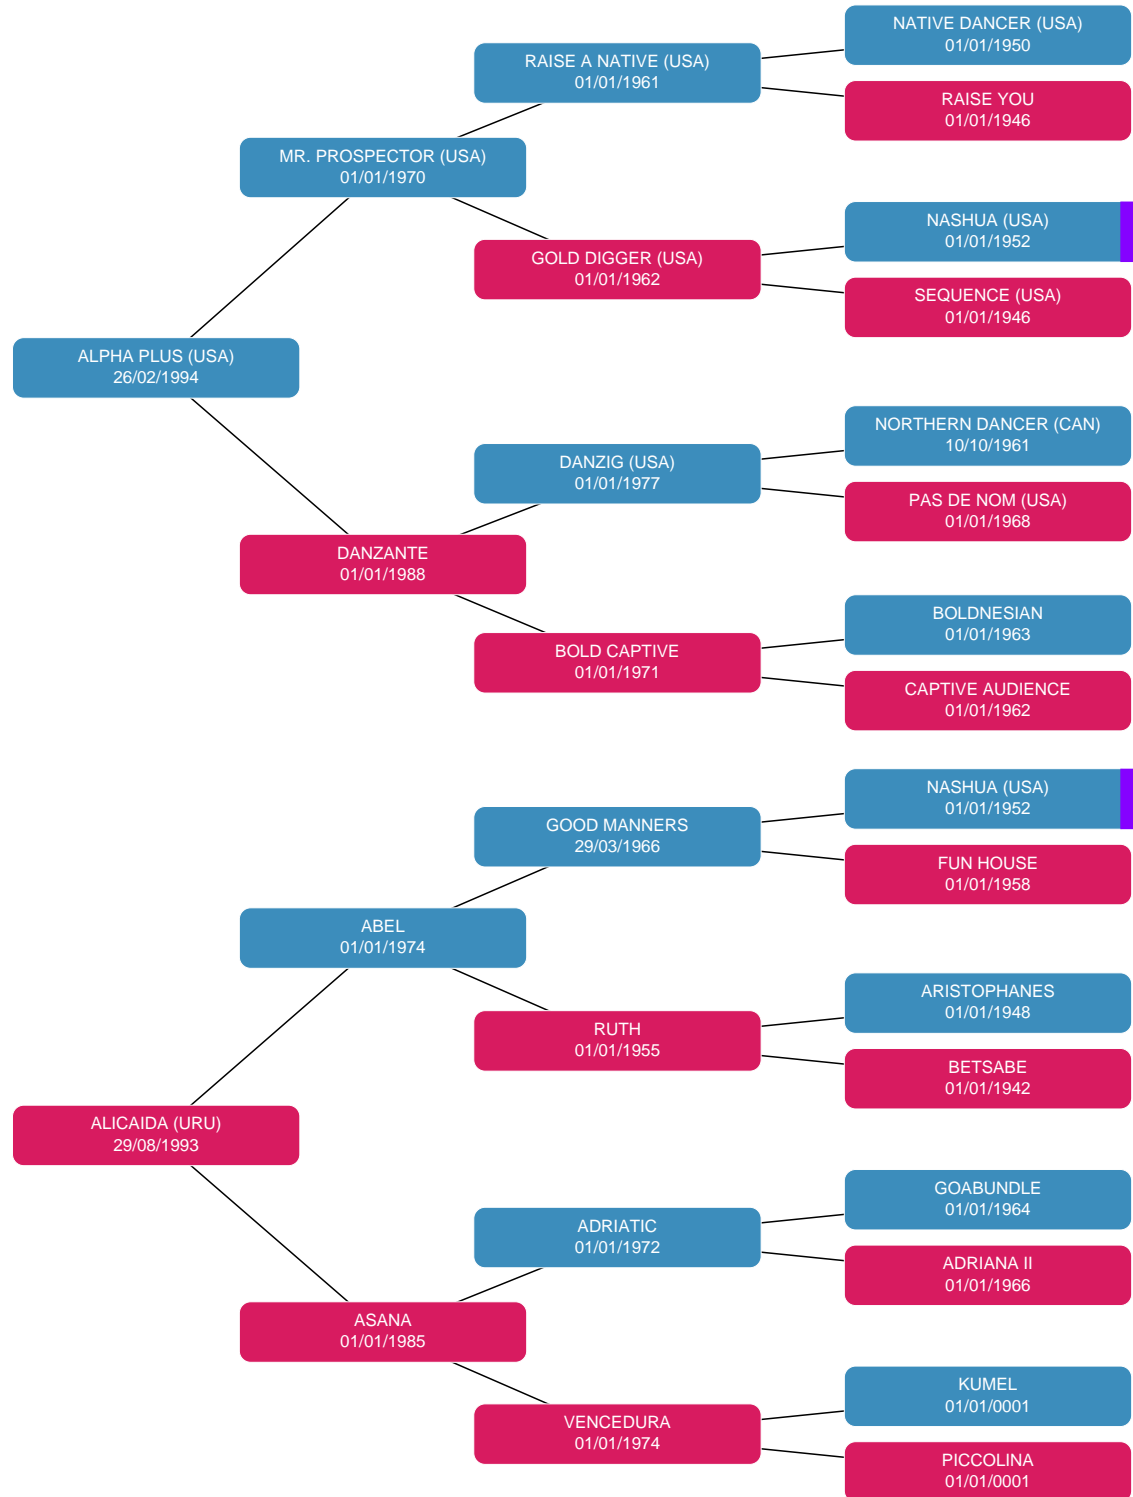 NATIVE DANCER (USA)
01/01/1950
RAISE A NATIVE (USA)
01/01/1961
RAISE YOU
01/01/1946
MR. PROSPECTOR (USA)
01/01/1970
NASHUA (USA)
01/01/1952
GOLD DIGGER (USA)
01/01/1962
SEQUENCE (USA)
01/01/1946
ALPHA PLUS (USA)
26/02/1994
NORTHERN DANCER (CAN)
10/10/1961
DANZIG (USA)
01/01/1977
PAS DE NOM (USA)
01/01/1968
DANZANTE
01/01/1988
BOLDNESIAN
01/01/1963
BOLD CAPTIVE
01/01/1971
CAPTIVE AUDIENCE
01/01/1962
NASHUA (USA)
01/01/1952
GOOD MANNERS
29/03/1966
FUN HOUSE
01/01/1958
ABEL
01/01/1974
ARISTOPHANES
01/01/1948
RUTH
01/01/1955
BETSABE
01/01/1942
ALICAIDA (URU)
29/08/1993
GOABUNDLE
01/01/1964
ADRIATIC
01/01/1972
ADRIANA II
01/01/1966
ASANA
01/01/1985
KUMEL
01/01/0001
VENCEDURA
01/01/1974
PICCOLINA
01/01/0001